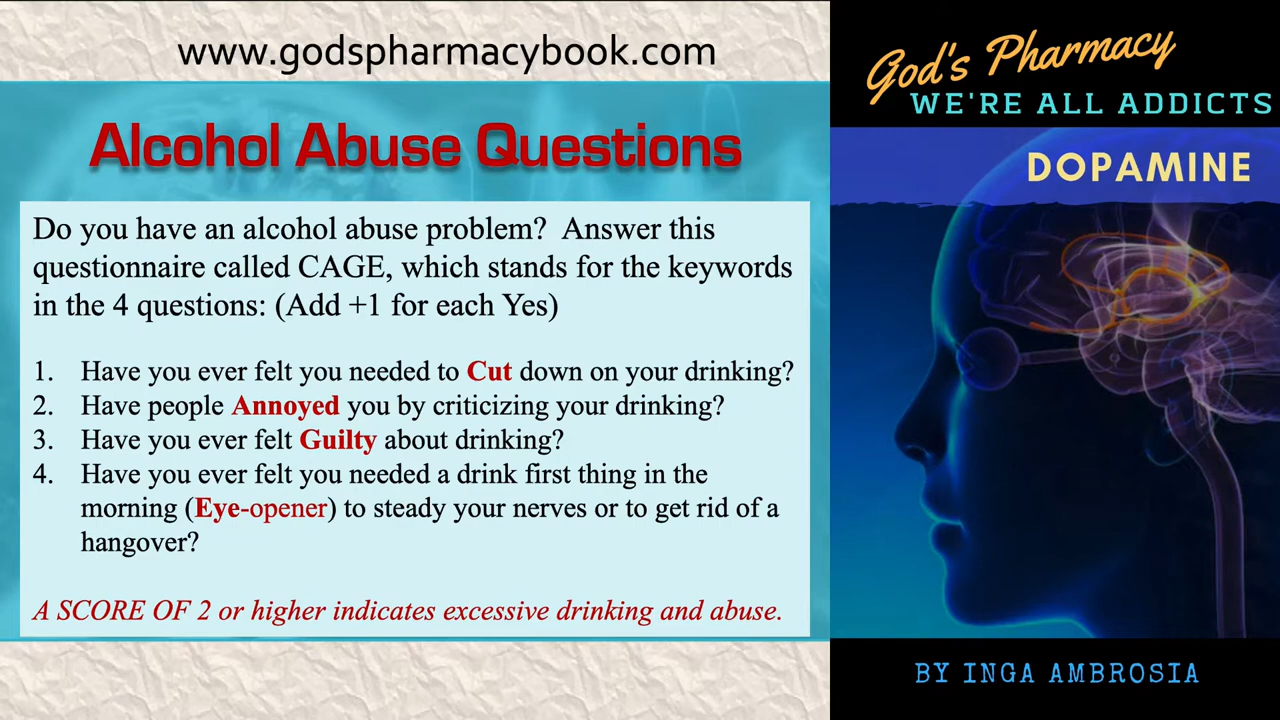 www.godspharmacybook.com
Alcohol Abuse Questions
Do you have an alcohol abuse problem?  Answer this
questionnaire called CAGE, which stands for the keywords
in the 4 questions: (Add +1 for each Yes)
1. Have you ever felt you needed to Cut down on your drinking?
2. Have people Annoyed you by criticizing your drinking?
3. Have you ever felt Guilty about drinking?
4. Have you ever felt you needed a drink first thing in the
morning (Eye-opener) to steady your nerves or to get rid of a
hangover?
A SCORE OF 2 or higher indicates excessive drinking and abuse.
God's Pharmacy
WE'RE ALL ADDICTS
DOPAMINE
BY INGA AMBROSIA